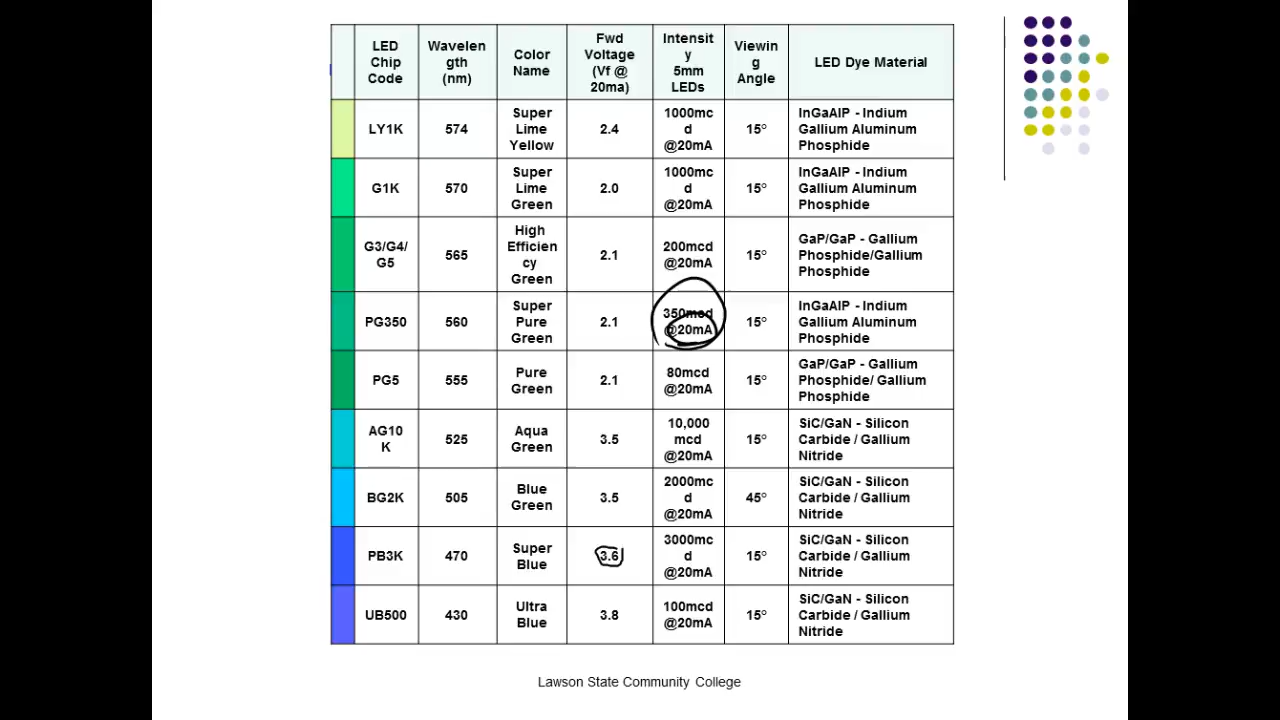 LED
Chip
Code
Wavelen
gth
(nm)
Color
Name
Fwd
Voltage
(Vf @
20ma)
Intensit
y
5mm
LEDs
Viewin
g
Angle
LED Dye Material
LY1K
574
Super
Lime
Yellow
2.4
1000mc
d
@20mA
15°
InGaAIP - Indium
Gallium Aluminum
Phosphide
G1K
570
Super
Lime
Green
2.0
1000mc
d
@20mA
15°
InGaAIP - Indium
Gallium Aluminum
Phosphide
G3/G4/
G5
565
High
Efficien
cy
Green
2.1
200mcd
@20mA
15°
GaP/GaP - Gallium
Phosphide/Gallium
Phosphide
PG350
560
Super
Pure
Green
2.1
350mcd
@20mA
15°
InGaAIP - Indium
Gallium Aluminum
Phosphide
PG5
555
Pure
Green
2.1
80mcd
@20mA
15°
GaP/GaP - Gallium
Phosphide/ Gallium
Phosphide
AG10
K
525
Aqua
Green
3.5
10,000
mcd
@20mA
15°
SiC/GaN - Silicon
Carbide / Gallium
Nitride
BG2K
505
Blue
Green
3.5
2000mc
d
@20mA
45°
SiC/GaN - Silicon
Carbide / Gallium
Nitride
PB3K
470
Super
Blue
3.6
3000mc
d
@20mA
15°
SiC/GaN - Silicon
Carbide / Gallium
Nitride
UB500
430
Ultra
Blue
3.8
100mcd
@20mA
15°
SiC/GaN - Silicon
Carbide / Gallium
Nitride
Lawson State Community College